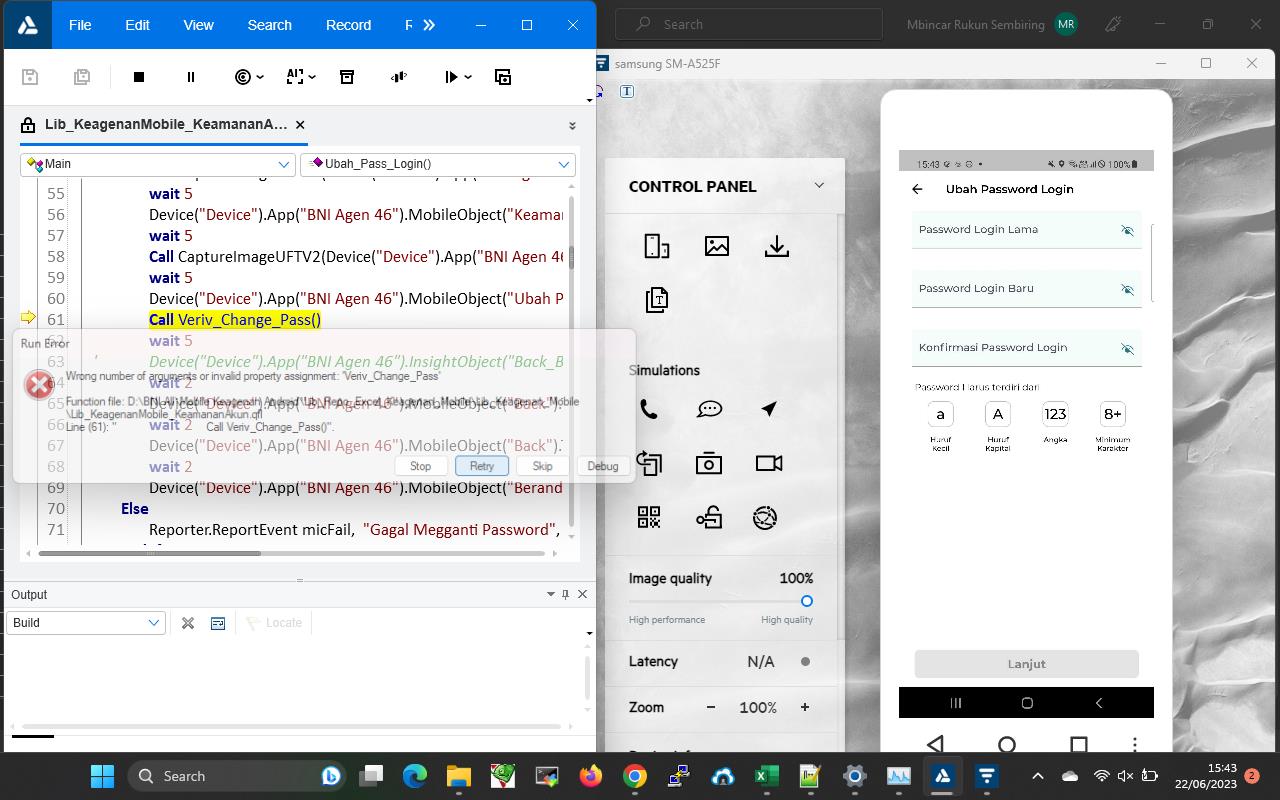 File Edit View Search Record
Search
Mbincar Rukun Sembiring MR
samsung SM-A525F
Lib_KeagenanMobile_KeamananA...
Main
Ubah_Pass_Login()
55 wait 5
56 Device("Device").App("BNI Agen 46").MobileObject("Keamar
57 wait 5
58 Call CaptureImageUFTV2(Device("Device").App("BNI Agen 46
59 wait 5
60 Device("Device").App("BNI Agen 46").MobileObject("Ubah P
61 Call Veriv_Change_Pass()
wait 5
63 ' Device("Device").App("BNI Agen 46").InsightObject("Back_B
64 wait 2
65 Device("Device").App("BNI Agen 46").MobileObject("Back"
66 wait 2
67 Device("Device").App("BNI Agen 46").MobileObject("Back").
68 wait 2
69 Device("Device").App("BNI Agen 46").MobileObject("Berand
70 Else
71 Reporter.ReportEvent micFail, "Gagal Megganti Password",
Run Error
Wrong number of arguments or invalid property assignment: 'Veriv_Change_Pass'
Function file: D:\BNI Ali\Mobile Keagenan\ Android\Lib_Repo_Excel_Keagenan_Mobile\Lib_Keagenan_Mobile
\Lib_KeagenanMobile_KeamananAkun.qfl
Line (61): " Call Veriv_Change_Pass()".
Stop Retry Skip Debug
Output
Build
Locate
CONTROL PANEL
Simulations
Image quality 100%
High performance High quality
Latency N/A
Zoom − 100% +
15:43 100%
Ubah Password Login
Password Login Lama
Password Login Baru
Konfirmasi Password Login
Password Harus terdiri dari
a A 123 8+
Huruf Kecil
Huruf Kapital
Angka
Minimum Karakter
Lanjut
Search
15:43
22/06/2023
2